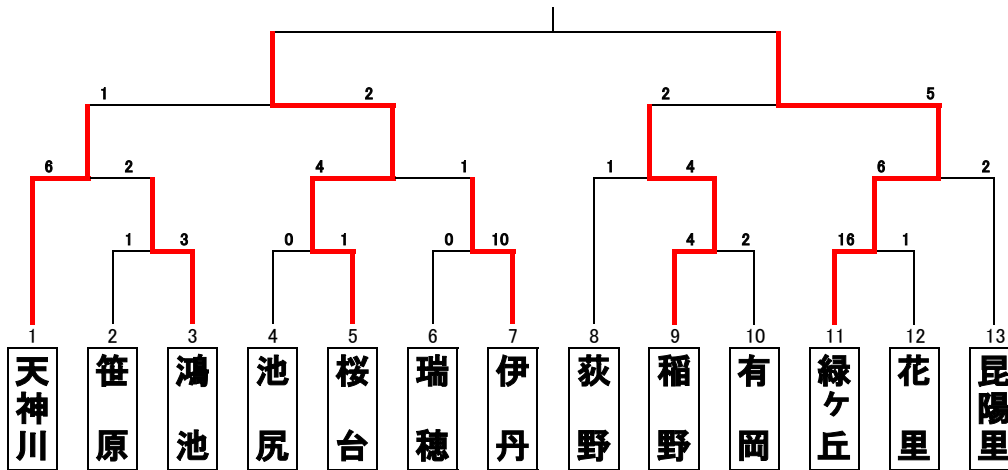 1 2 2 5
6 2 4 1 1 4 6 2
1 3 0 1 0 10 4 2 16 1
1 2 3 4 5 6 7 8 9 10 11 12 13
天神川
笹原
鴻池
池尻
桜台
瑞穂
伊丹
荻野
稲野
有岡
緑ケ丘
花里
昆陽里